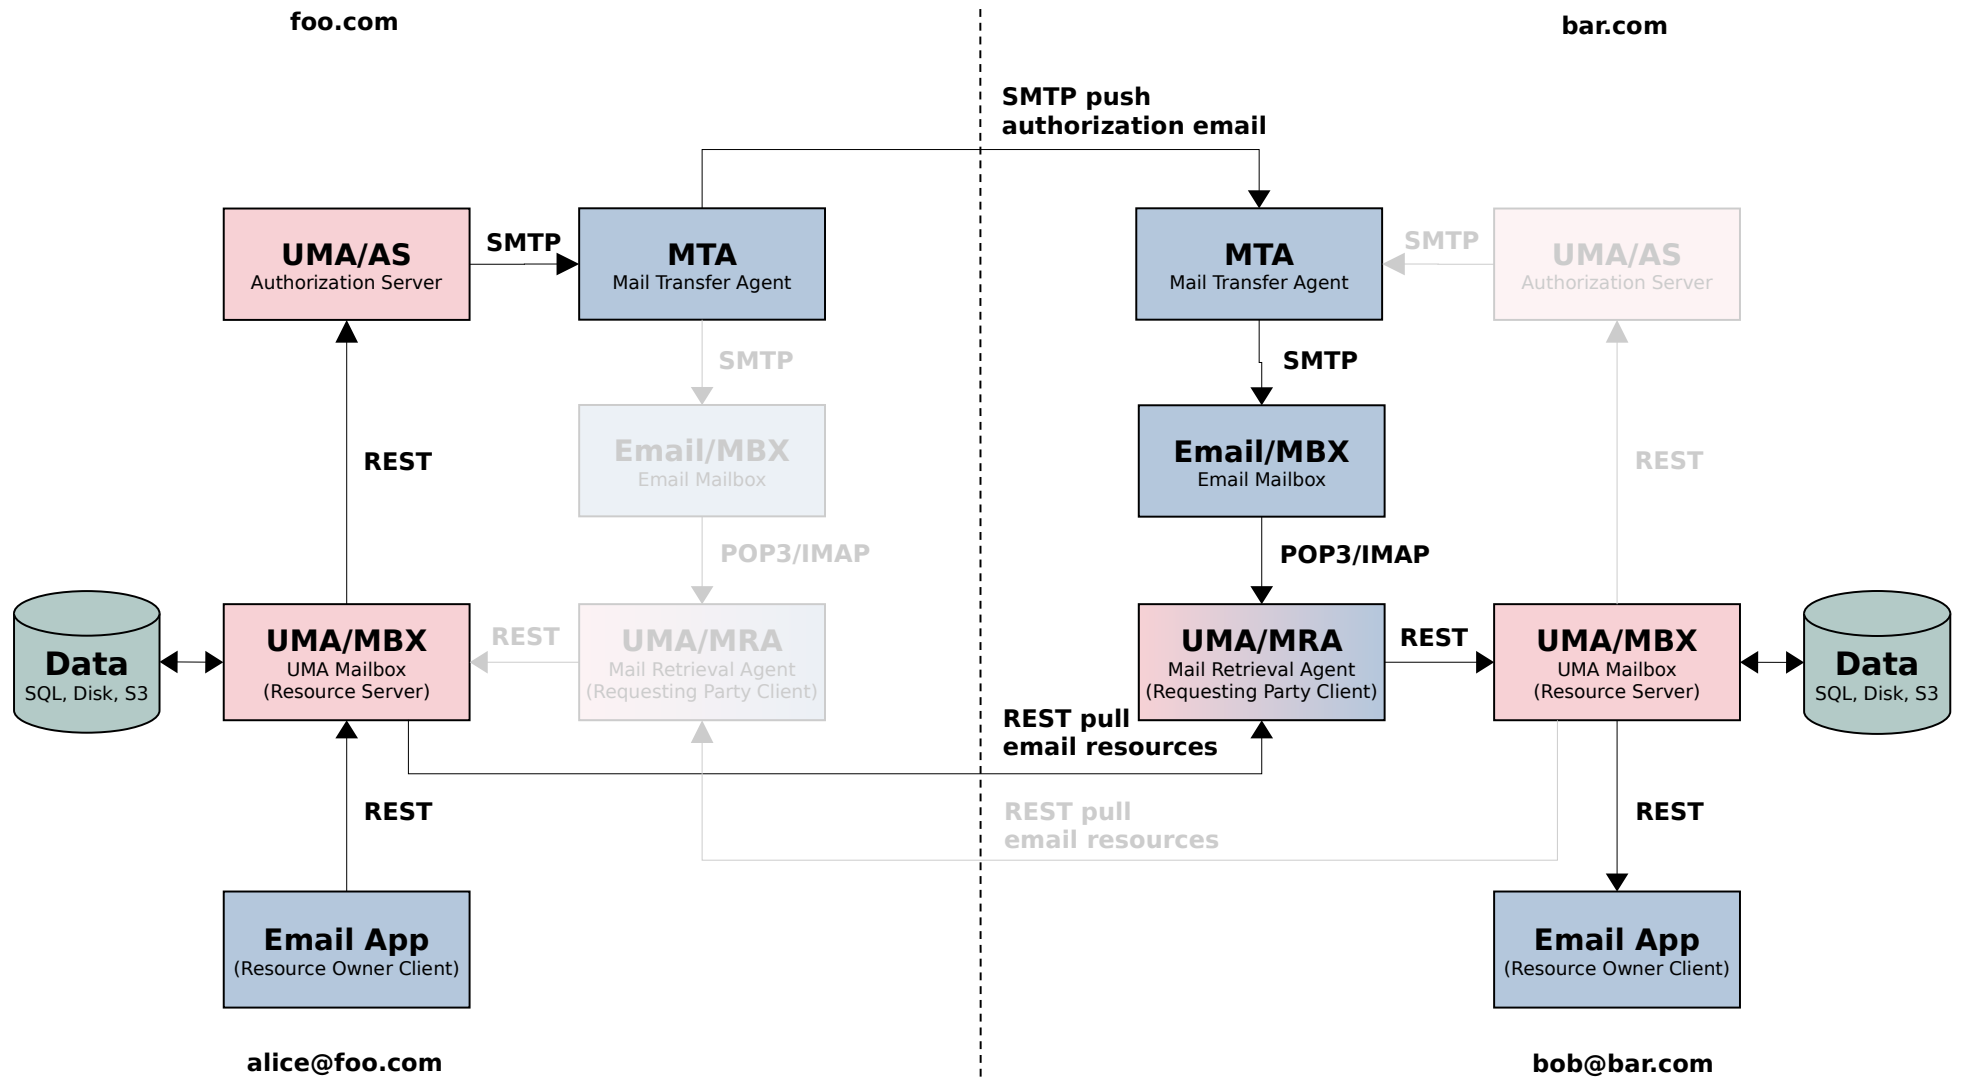 foo.com
bar.com
SMTP push
authorization email
UMA/AS
Authorization Server
SMTP
MTA
Mail Transfer Agent
MTA
Mail Transfer Agent
SMTP
UMA/AS
Authorization Server
SMTP
SMTP
REST
Email/MBX
Email Mailbox
Email/MBX
Email Mailbox
REST
POP3/IMAP
POP3/IMAP
Data
SQL, Disk, S3
UMA/MBX
UMA Mailbox
(Resource Server)
REST
UMA/MRA
Mail Retrieval Agent
(Requesting Party Client)
UMA/MRA
Mail Retrieval Agent
(Requesting Party Client)
REST
UMA/MBX
UMA Mailbox
(Resource Server)
Data
SQL, Disk, S3
REST pull
email resources
REST
REST pull
email resources
REST
Email App
(Resource Owner Client)
Email App
(Resource Owner Client)
alice@foo.com
bob@bar.com